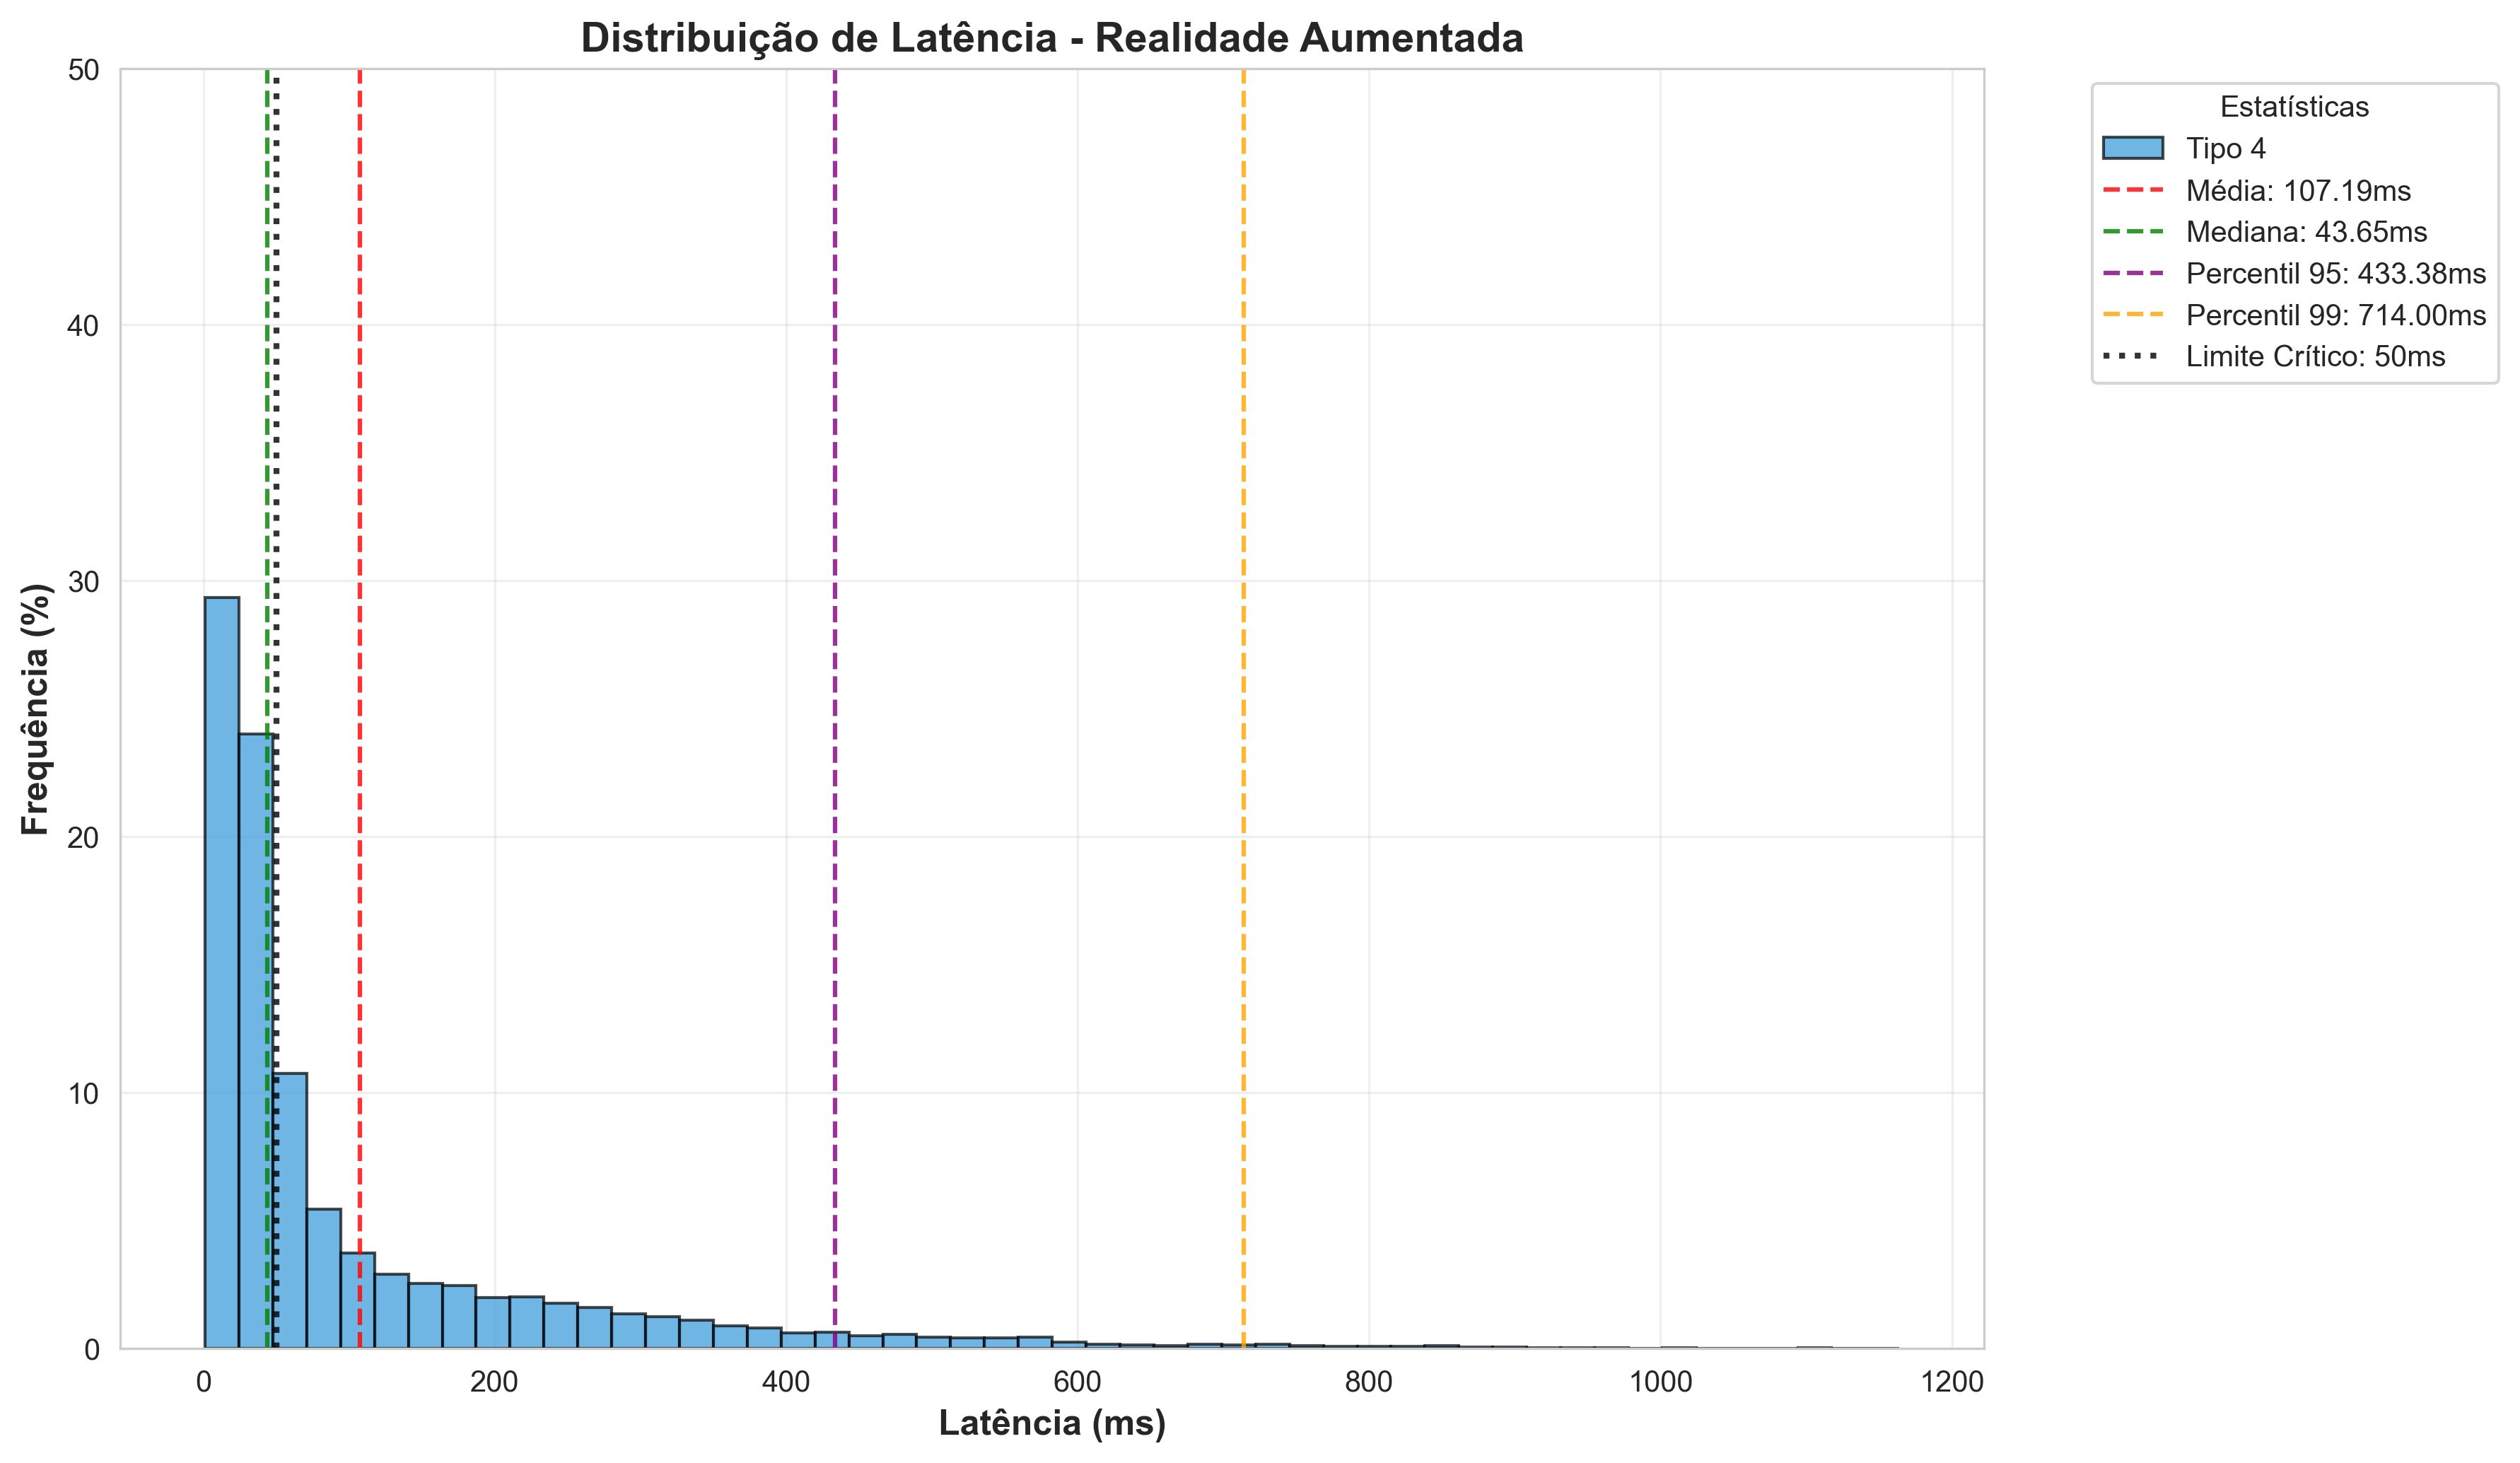 Distribuição de Latência - Realidade Aumentada
50
40
30
20
10
0
Frequência (%)
0 200 400 600 800 1000 1200
Latência (ms)
Estatísticas
Tipo 4
Média: 107.19ms
Mediana: 43.65ms
Percentil 95: 433.38ms
Percentil 99: 714.00ms
Limite Crítico: 50ms